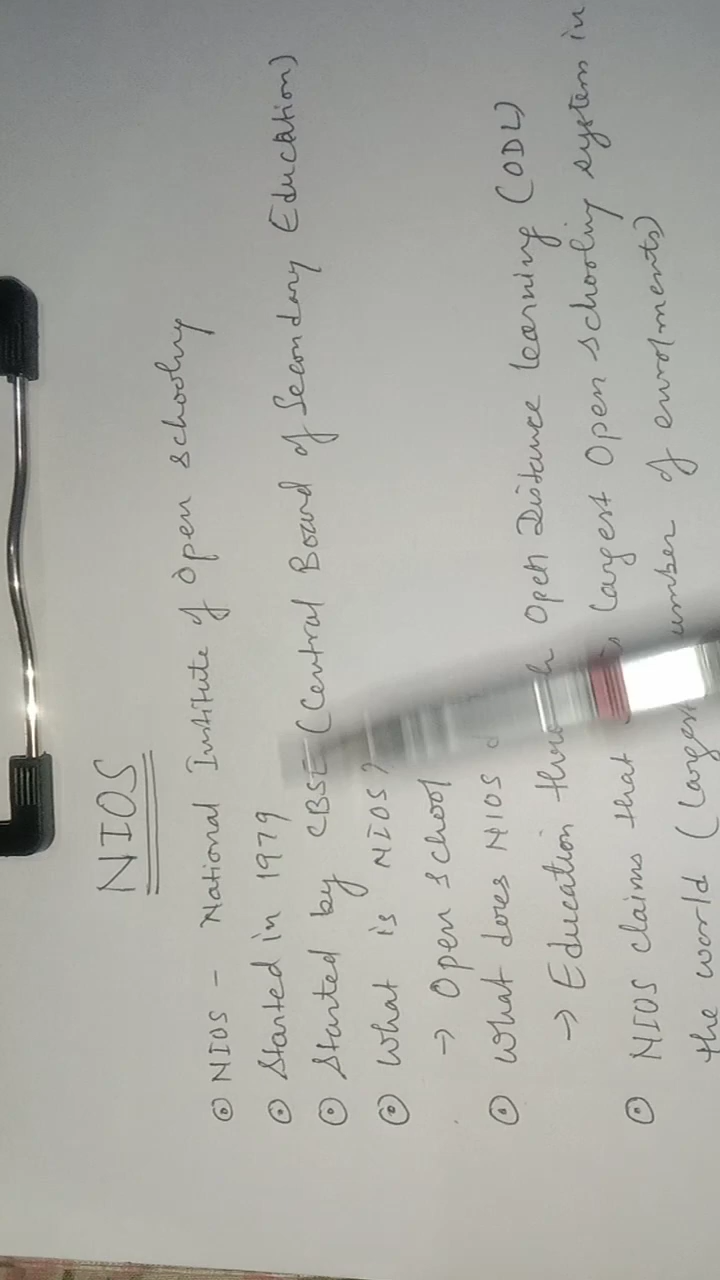 NIOS
NIOS - National Institute of Open schooling
Started in 1979
Started by CBSE (Central Board of Secondary Education)
What is NIOS?
→ Open school
What does NIOS
→ Education Open Distance learning (ODL)
NIOS claims that largest Open schooling system in
the world (largest of enrolments)